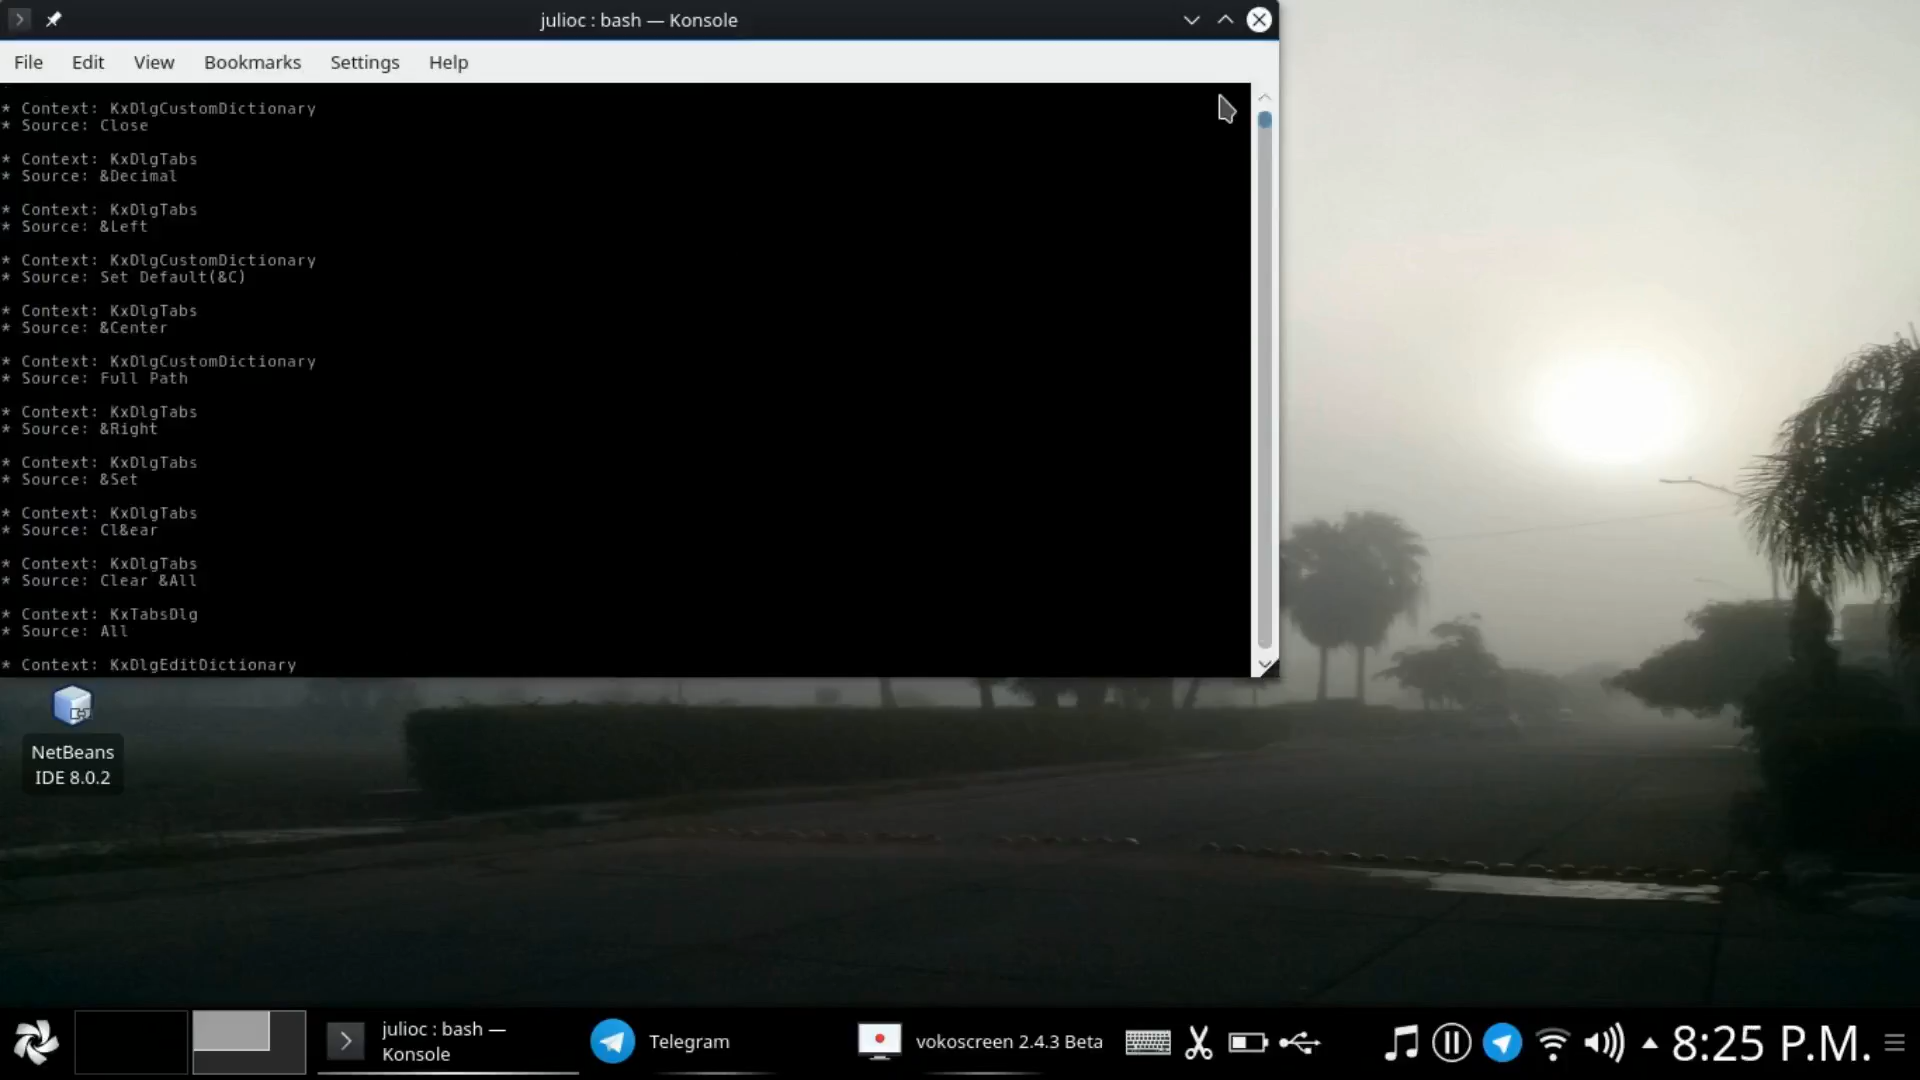 julioc : bash — Konsole
File Edit View Bookmarks Settings Help
* Context: KxDlgCustomDictionary
* Source: Close
* Context: KxDlgTabs
* Source: &Decimal
* Context: KxDlgTabs
* Source: &Left
* Context: KxDlgCustomDictionary
* Source: Set Default(&C)
* Context: KxDlgTabs
* Source: &Center
* Context: KxDlgCustomDictionary
* Source: Full Path
* Context: KxDlgTabs
* Source: &Right
* Context: KxDlgTabs
* Source: &Set
* Context: KxDlgTabs
* Source: Cl&ear
* Context: KxDlgTabs
* Source: Clear &All
* Context: KxTabsDlg
* Source: All
* Context: KxDlgEditDictionary
NetBeans
IDE 8.0.2
julioc : bash —
Konsole
Telegram
vokoscreen 2.4.3 Beta
8:25 P.M.